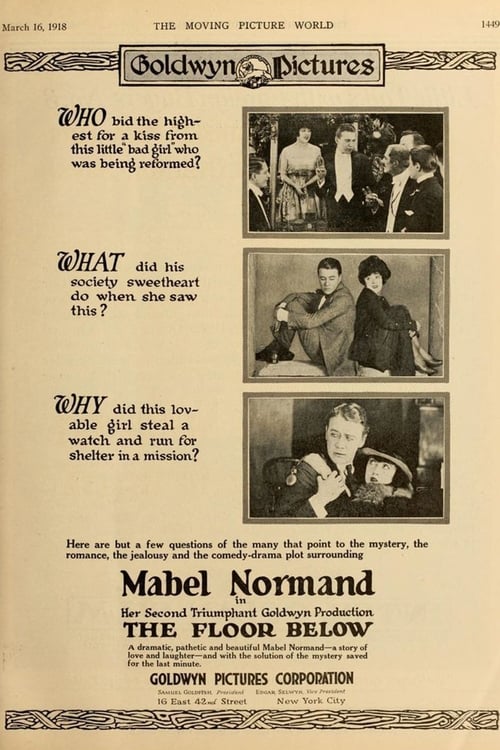 March 16, 1918 THE MOVING PICTURE WORLD 1449
Goldwyn Pictures
WHO bid the high-
est for a kiss from
this little "bad girl" who
was being reformed?
WHAT did his
society sweetheart
do when she saw
this?
WHY did this lov-
able girl steal a
watch and run for
shelter in a mission?
Here are but a few questions of the many that point to the mystery, the
romance, the jealousy and the comedy-drama plot surrounding
Mabel Normand
in
Her Second Triumphant Goldwyn Production
THE FLOOR BELOW
A dramatic, pathetic and beautiful Mabel Normand—a story of
love and laughter—and with the solution of the mystery saved
for the last minute.
GOLDWYN PICTURES CORPORATION
SAMUEL GOLDFISH, President EDGAR SELWYN, Vice President
16 East 42nd Street New York City